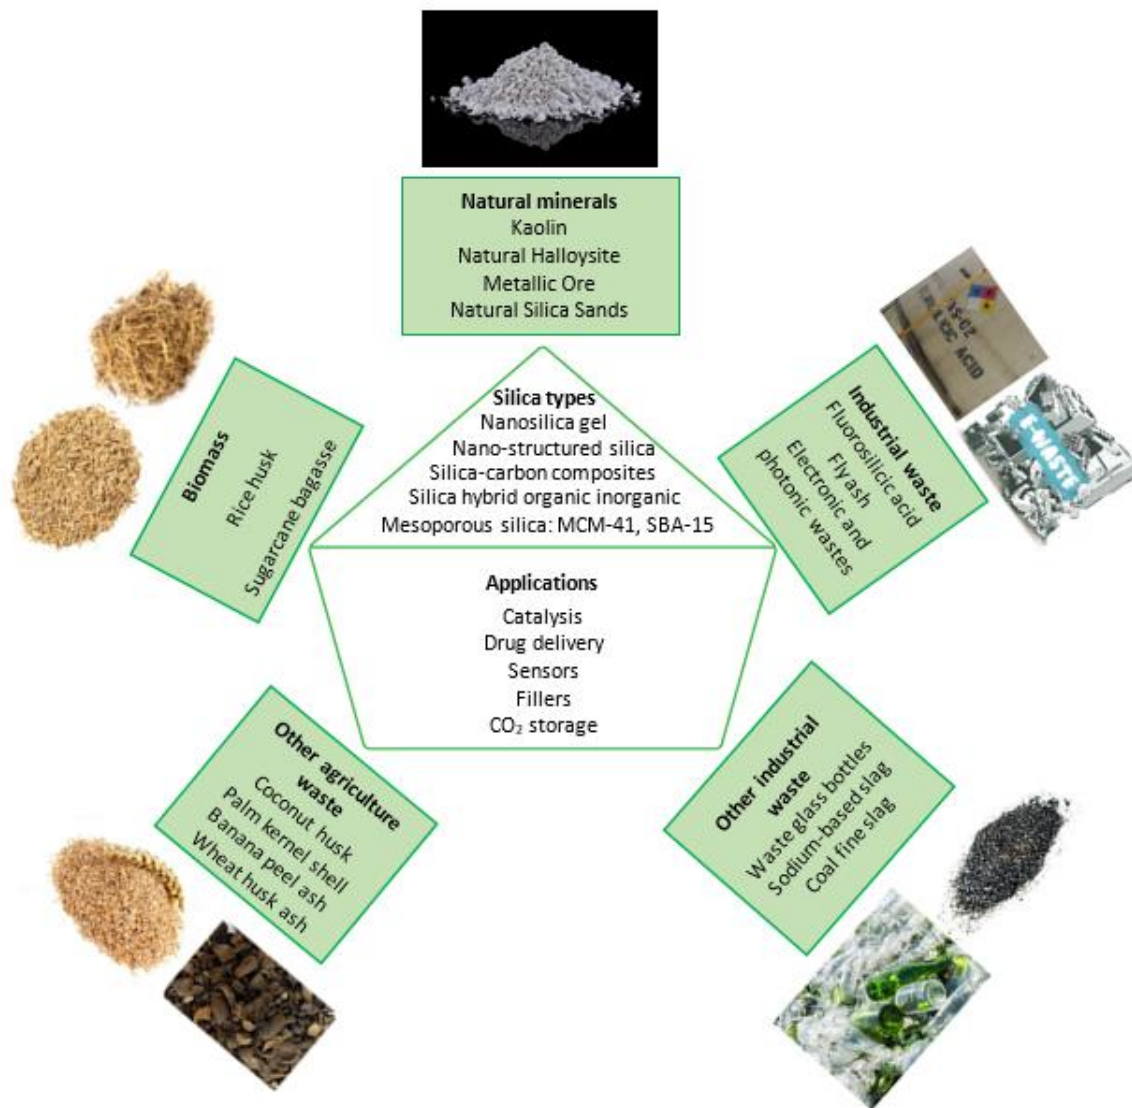 Natural minerals
Kaolin
Natural Halloysite
Metallic Ore
Natural Silica Sands
Biomass
Rice husk
Sugarcane bagasse
Silica types
Nanosilica gel
Nano-structured silica
Silica-carbon composites
Silica hybrid organic inorganic
Mesoporous silica: MCM-41, SBA-15
Industrial waste
Fluorosilicic acid
Fly ash
Electronic and
photonic wastes
E-WASTE
Applications
Catalysis
Drug delivery
Sensors
Fillers
CO₂ storage
Other agriculture
waste
Coconut husk
Palm kernel shell
Banana peel ash
Wheat husk ash
Other industrial
waste
Waste glass bottles
Sodium-based slag
Coal fine slag
ACID